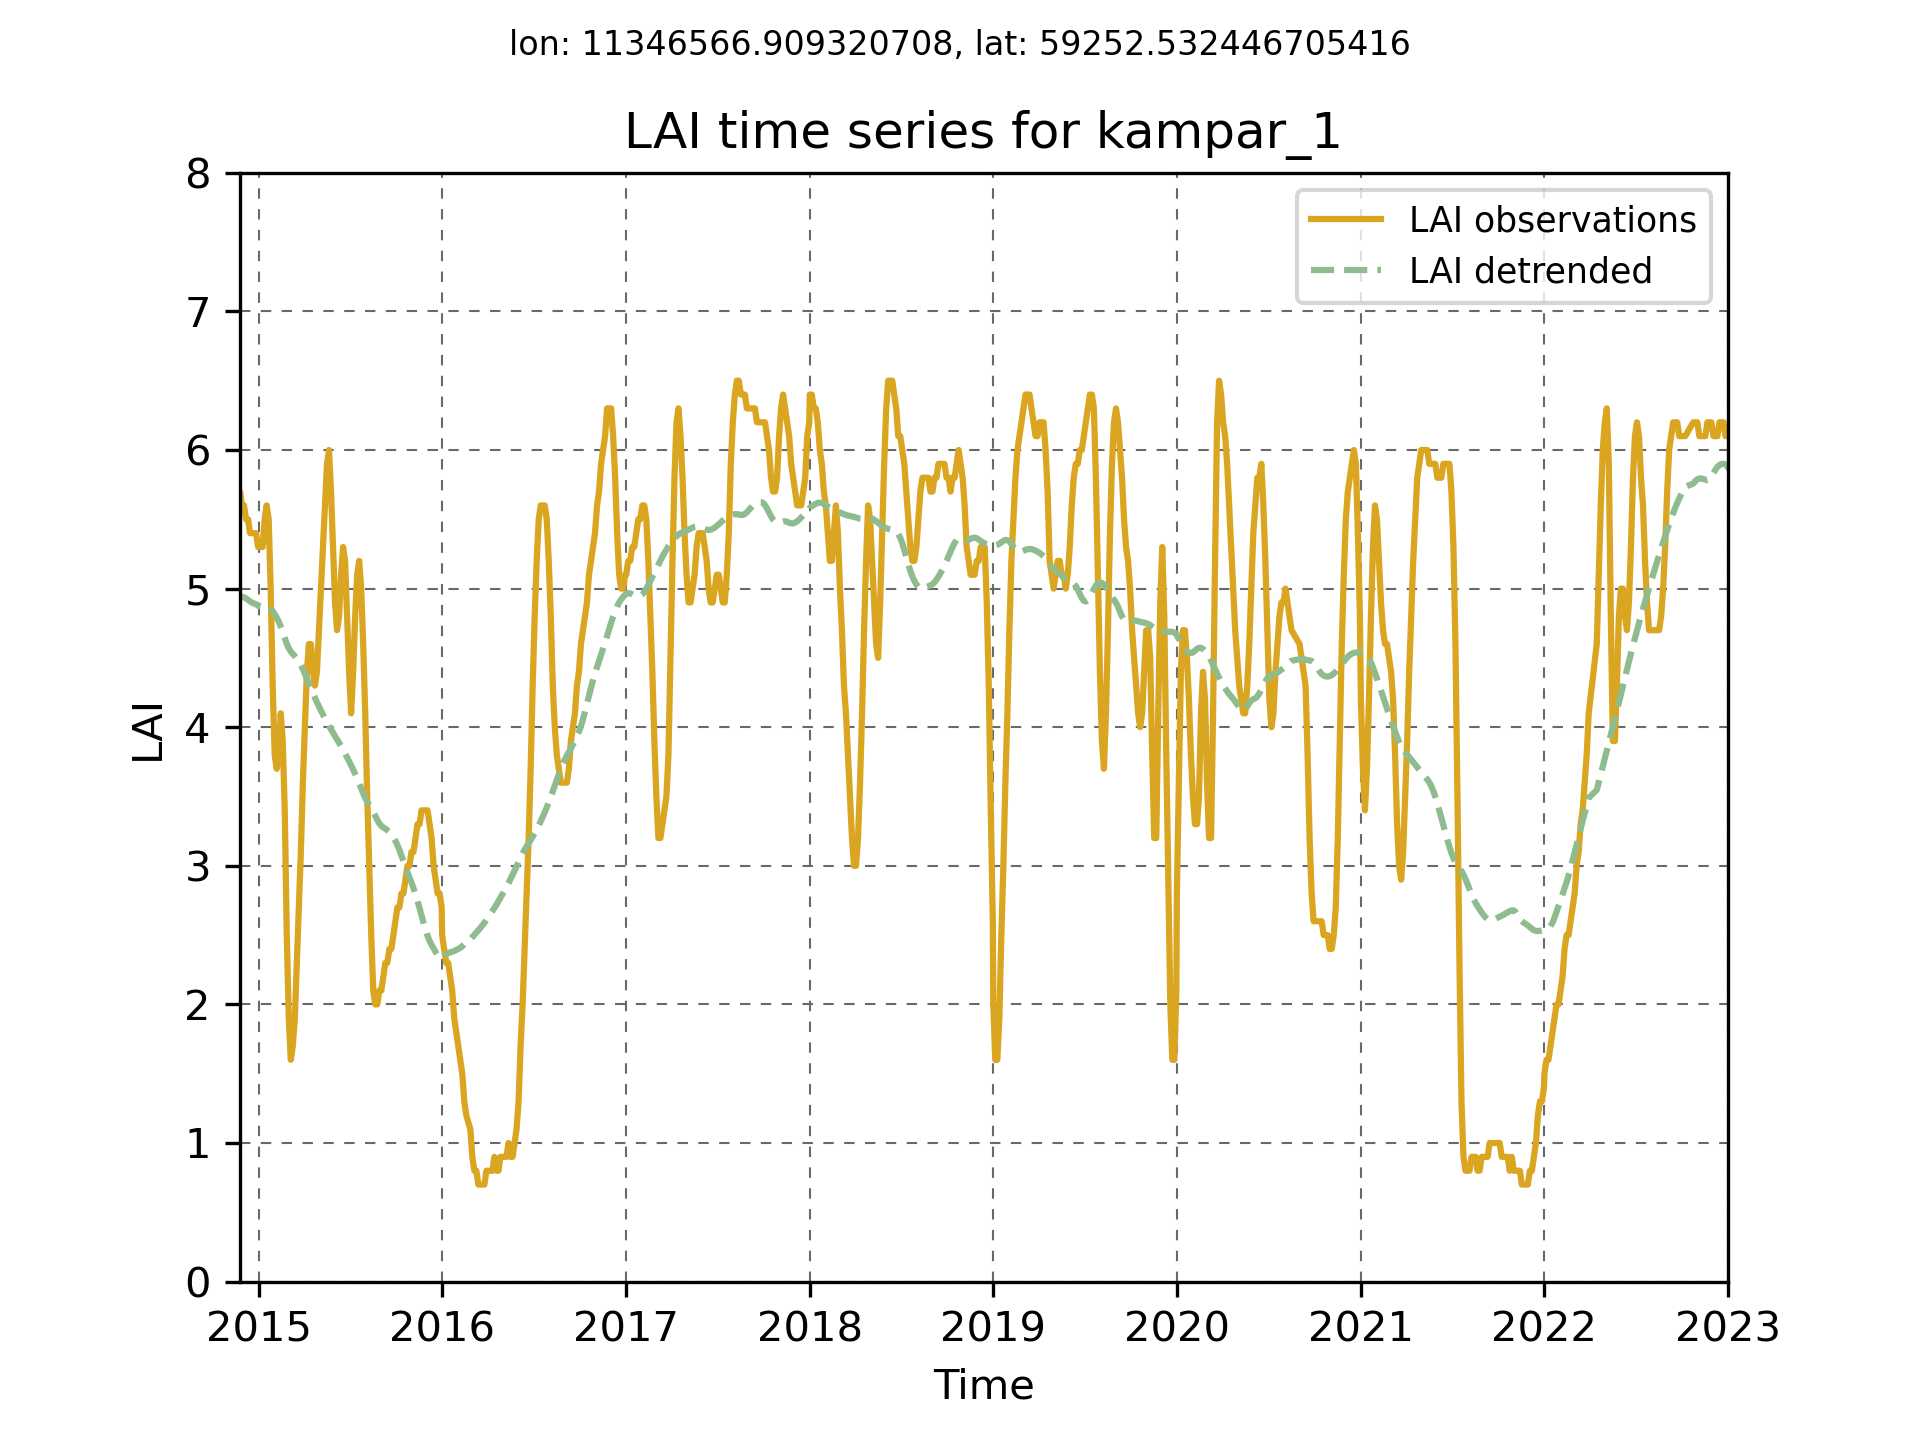 lon: 11346566.909320708, lat: 59252.532446705416
LAI time series for kampar_1
8
7
6
5
4
3
2
1
0
LAI
LAI observations
LAI detrended
2015 2016 2017 2018 2019 2020 2021 2022 2023
Time